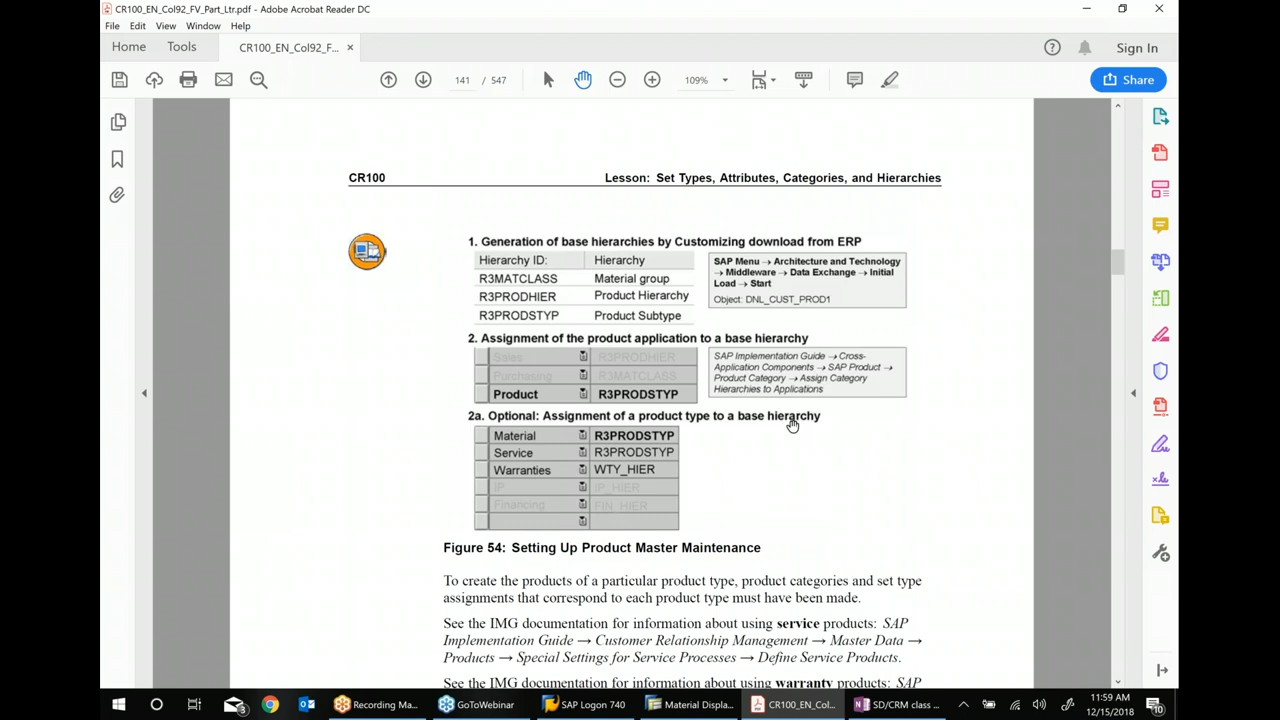 CR100_EN_Col92_FV_Part_Ltr.pdf - Adobe Acrobat Reader DC
File Edit View Window Help
Home Tools CR100_EN_Col92_F... × Sign In
141 / 547 109% Share
CR100 Lesson: Set Types, Attributes, Categories, and Hierarchies
1. Generation of base hierarchies by Customizing download from ERP
Hierarchy ID: Hierarchy
R3MATCLASS Material group
R3PRODHIER Product Hierarchy
R3PRODSTYP Product Subtype
SAP Menu → Architecture and Technology
→ Middleware → Data Exchange → Initial
Load → Start
Object: DNL_CUST_PROD1
2. Assignment of the product application to a base hierarchy
Sales R3PRODHIER
Purchasing R3MATCLASS
Product R3PRODSTYP
SAP Implementation Guide → Cross-
Application Components → SAP Product →
Product Category → Assign Category
Hierarchies to Applications
2a. Optional: Assignment of a product type to a base hierarchy
Material R3PRODSTYP
Service R3PRODSTYP
Warranties WTY_HIER
IP IP_HIER
Financing FIN_HIER
Figure 54: Setting Up Product Master Maintenance
To create the products of a particular product type, product categories and set type
assignments that correspond to each product type must have been made.
See the IMG documentation for information about using service products: SAP
Implementation Guide → Customer Relationship Management → Master Data →
Products → Special Settings for Service Processes → Define Service Products.
See the IMG documentation for information about using warranty products: SAP
Recording Ma... GoToWebinar SAP Logon 740 Material Displa... CR100_EN_Col... SD/CRM class ...
11:59 AM
12/15/2018